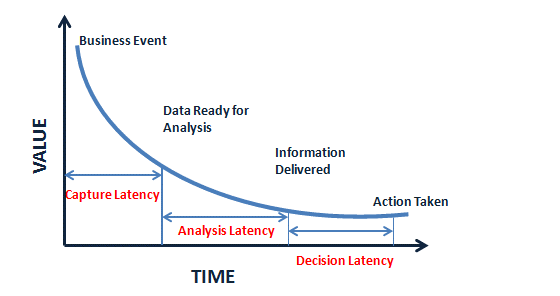 Business Event
Data Ready for
Analysis
Information
Delivered
Action Taken
VALUE
Capture Latency
Analysis Latency
Decision Latency
TIME